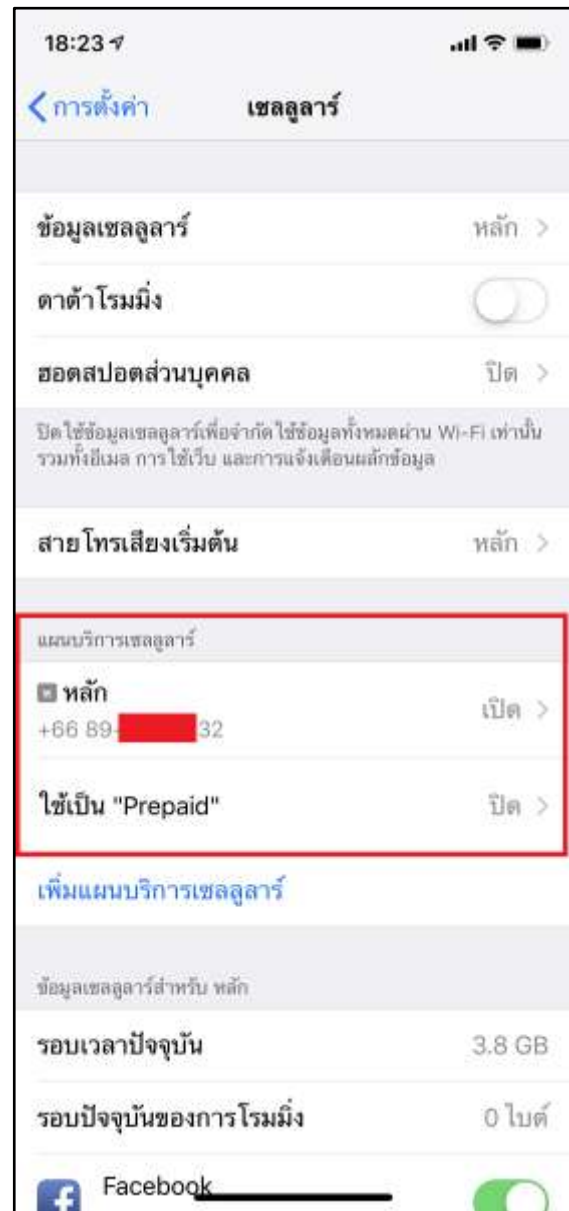 18:23
การตั้งค่า
เซลลูลาร์
ข้อมูลเซลลูลาร์ หลัก
ดาต้าโรมมิ่ง
ฮอตสปอตส่วนบุคคล ปิด
ปิดใช้ข้อมูลเซลลูลาร์เพื่อจำกัดใช้ข้อมูลทั้งหมดผ่าน Wi-Fi เท่านั้น
รวมทั้งอีเมล การใช้เว็บ และการแจ้งเตือนผลักข้อมูล
สายโทรเสียงเริ่มต้น หลัก
แผนบริการเซลลูลาร์
ห หลัก เปิด
+66 89- 32
ใช้เป็น "Prepaid" ปิด
เพิ่มแผนบริการเซลลูลาร์
ข้อมูลเซลลูลาร์สำหรับ หลัก
รอบเวลาปัจจุบัน 3.8 GB
รอบปัจจุบันของการโรมมิ่ง 0 ไบต์
Facebook